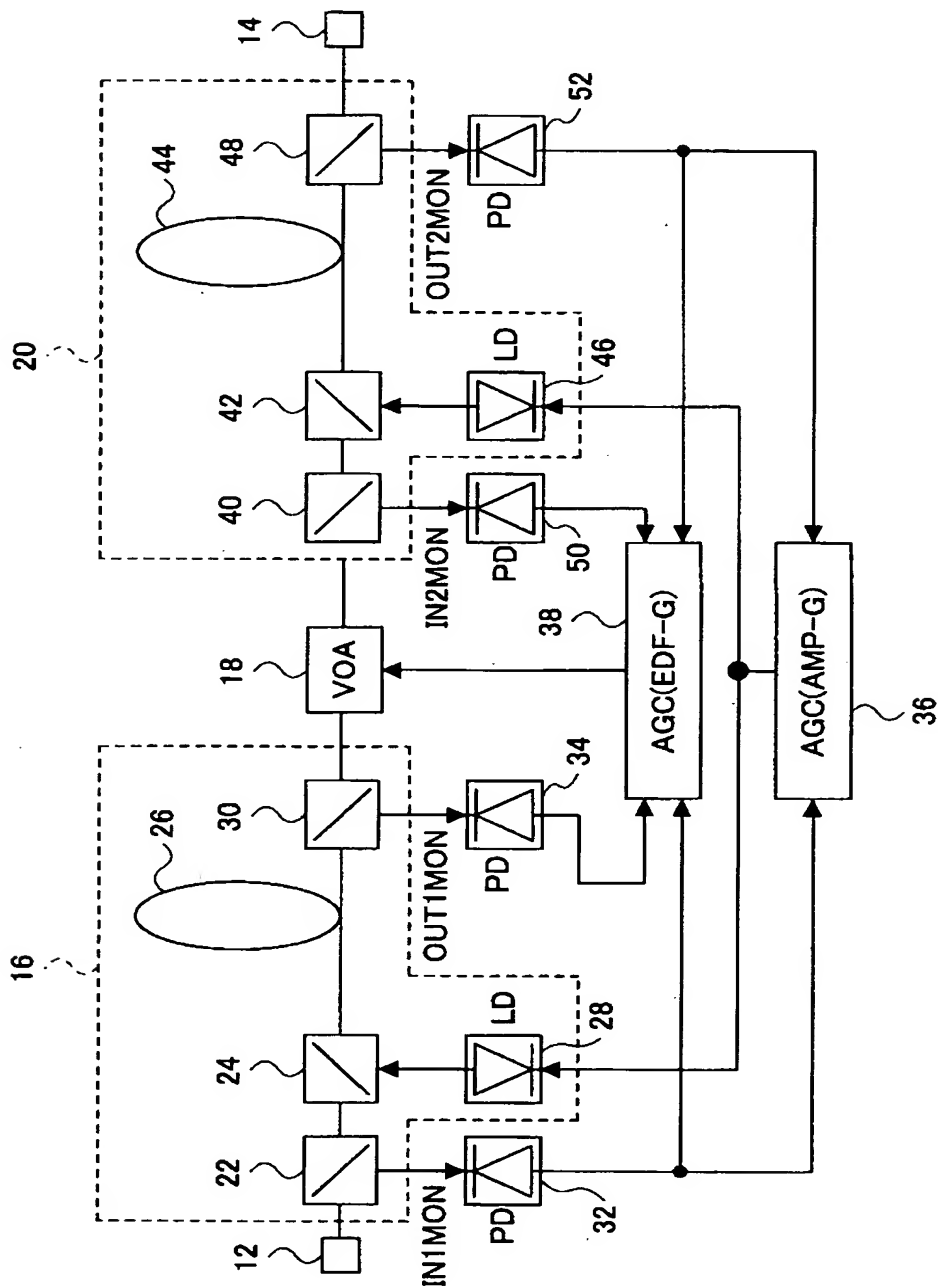 16
20
12
22
24
26
30
18
VOA
40
42
44
48
14
IN1MON
PD
32
LD
28
OUT1MON
PD
34
IN2MON
PD
50
LD
46
OUT2MON
PD
52
38
AGC(EDF-G)
AGC(AMP-G)
36